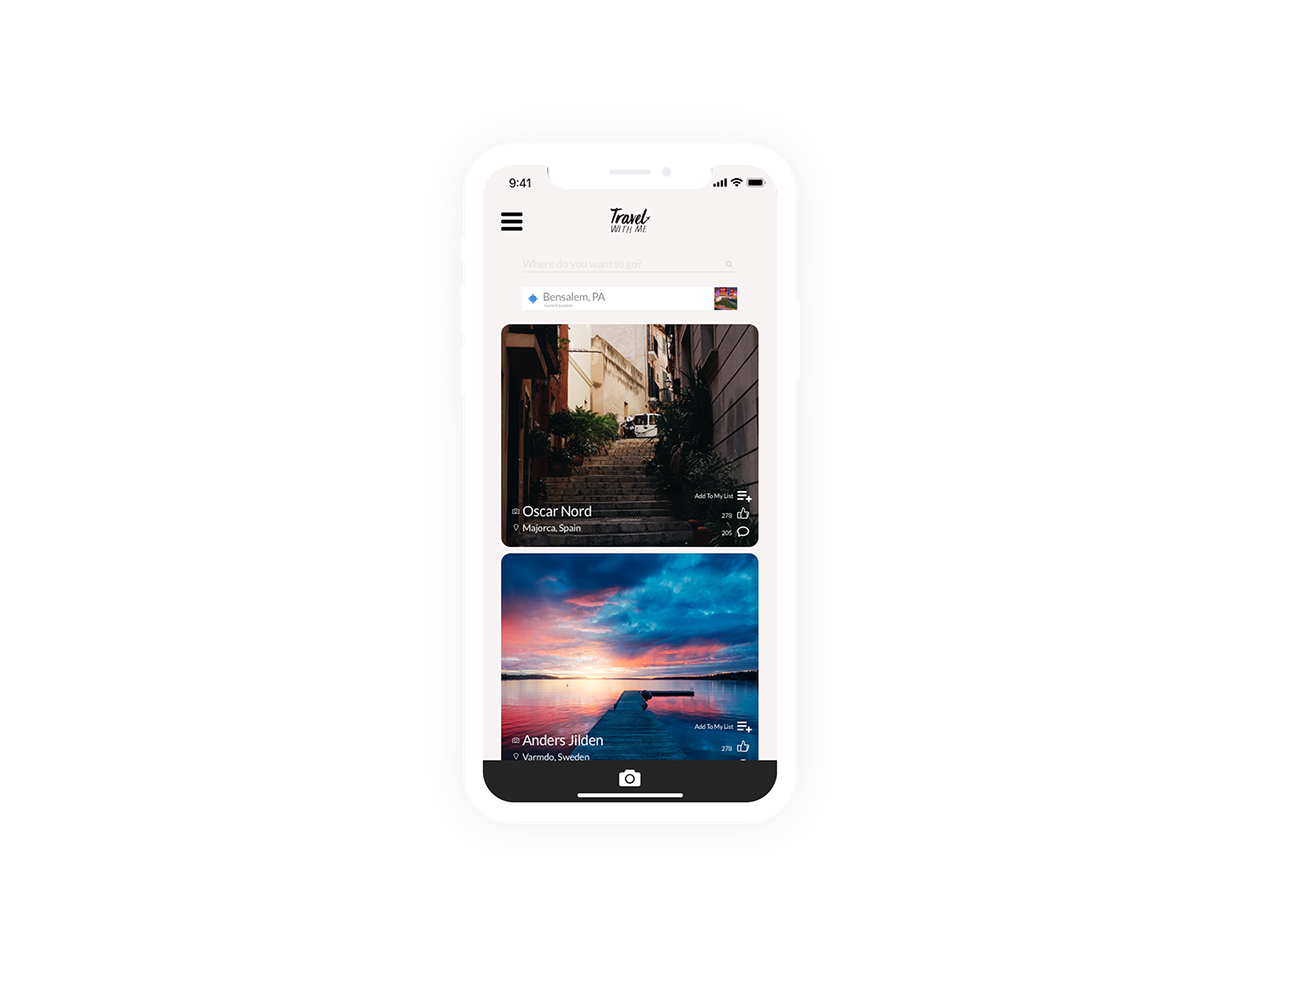 9:41
Travel
WITH ME
Where do you want to go?
Bensalem, PA
Current Location
Add To My List
278
205
Oscar Nord
Majorca, Spain
Add To My List
278
Anders Jilden
Varmdo, Sweden